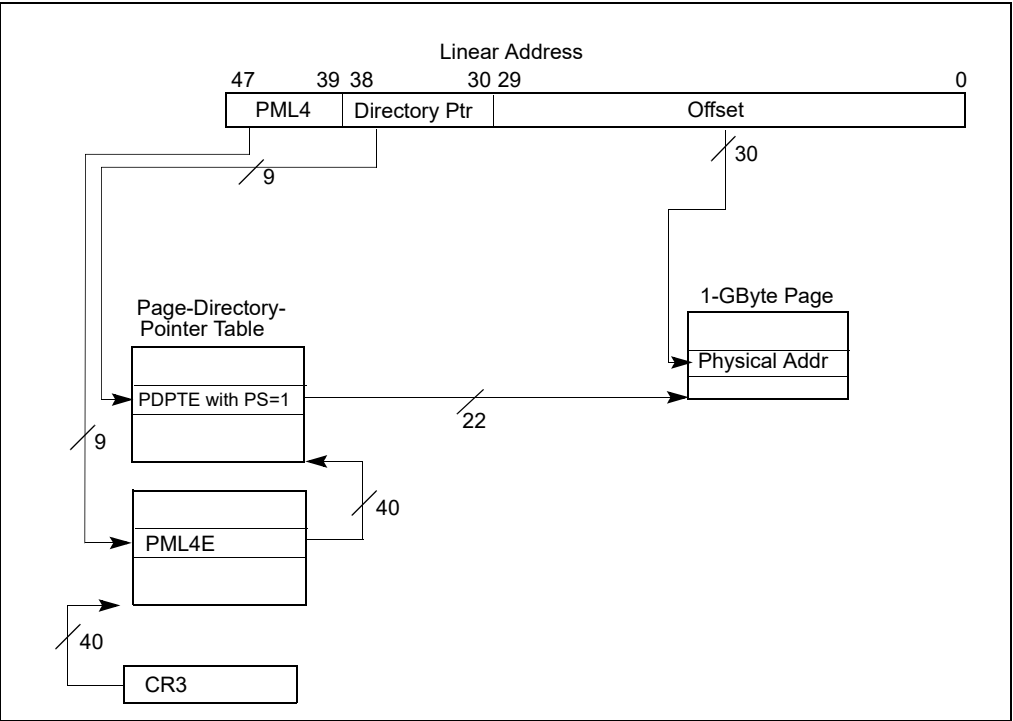 Linear Address
47 39 38 30 29 0
PML4 Directory Ptr Offset
9
30
Page-Directory-
Pointer Table
1-GByte Page
Physical Addr
PDPTE with PS=1
22
9
40
PML4E
40
CR3